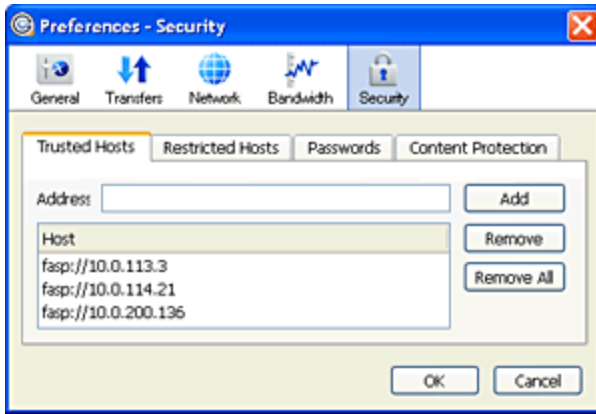 Preferences - Security
General Transfers Network Bandwidth Security
Trusted Hosts Restricted Hosts Passwords Content Protection
Address Add
Host Remove
fasp://10.0.113.3 Remove All
fasp://10.0.114.21
fasp://10.0.200.136
OK Cancel